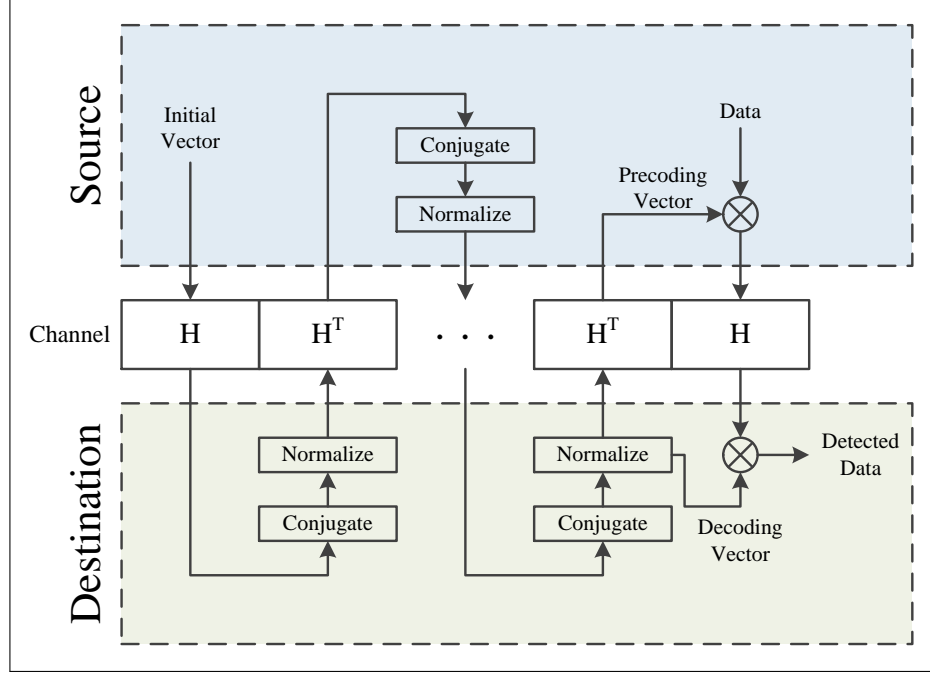 Source
Initial
Vector
Conjugate
Normalize
Data
Precoding
Vector
Channel
H
H^T
. . .
H^T
H
Destination
Normalize
Conjugate
Normalize
Conjugate
Decoding
Vector
Detected
Data